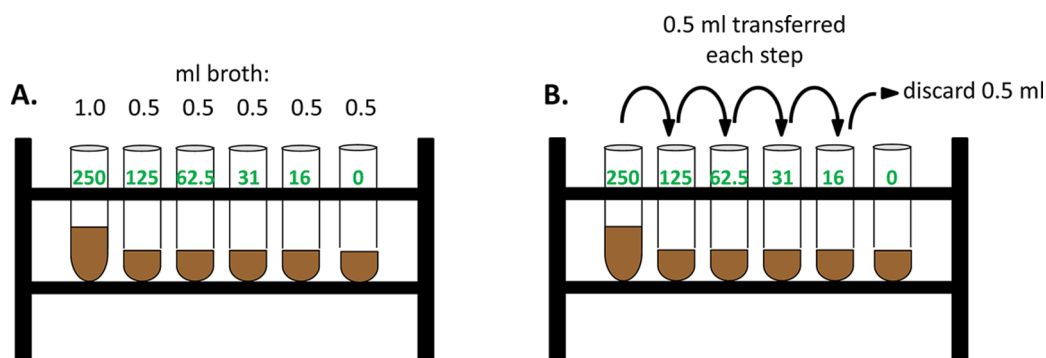 A.
ml broth:
1.0 0.5 0.5 0.5 0.5 0.5
250 125 62.5 31 16 0
B.
0.5 ml transferred
each step
discard 0.5 ml
250 125 62.5 31 16 0